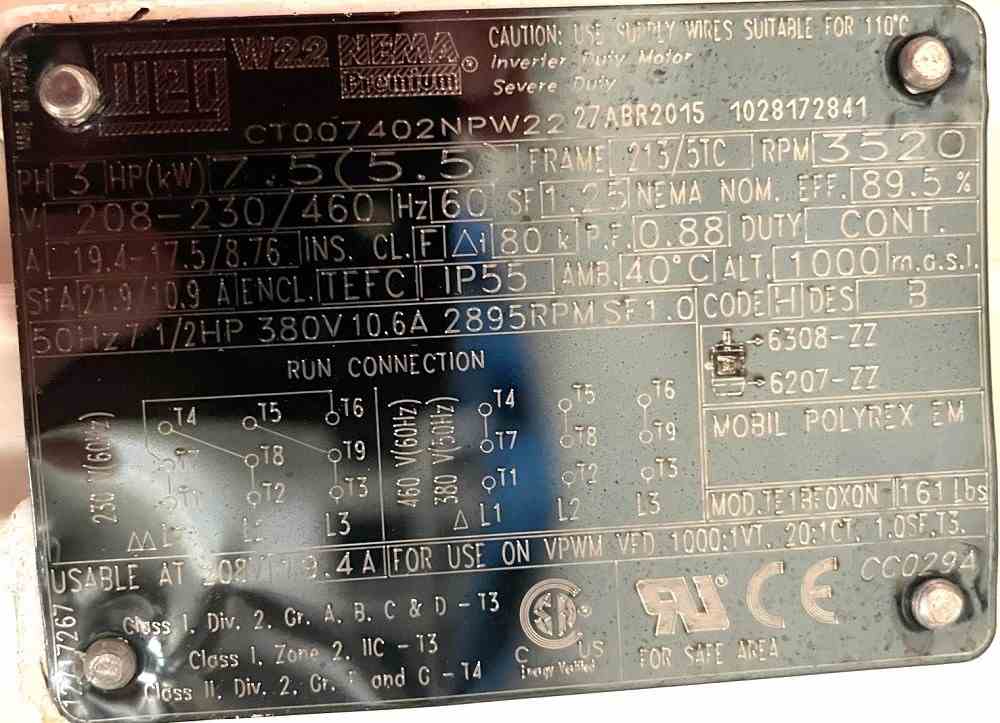 WEG W22 NEMA Premium®
CAUTION: USE SUPPLY WIRES SUITABLE FOR 110°C
Inverter Duty Motor
Severe Duty
CT007402NPW22 27ABR2015 1028172841
PH 3 HP(kW) 7.5(5.5) FRAME 213/5TC RPM 3520
V 208-230/460 Hz 60 SF 1.25 NEMA NOM. EFF. 89.5 %
A 19.4-17.5/8.76 INS. CL. F Δt 80 k P.F. 0.88 DUTY CONT.
SFA 21.9/10.9 A ENCL. TEFC IP55 AMB. 40°C ALT. 1000 m.a.s.l.
50Hz 7 1/2HP 380V 10.6A 2895RPM SF 1.0 CODE H DES B
RUN CONNECTION
230 V(60Hz)
T4 T5 T6
T7 T8 T9
T1 T2 T3
ΔΔ L1 L2 L3
460 V(60Hz)
380 V(50Hz)
T4 T5 T6
T7 T8 T9
T1 T2 T3
Δ L1 L2 L3
6308-ZZ
6207-ZZ
MOBIL POLYREX EM
MOD.TE1BF0X0N 161 Lbs
USABLE AT 208V 19.4 A FOR USE ON VPWM VFD 1000:1VT, 20:1CT, 1.0SF,T3.
Class I, Div. 2, Gr. A, B, C & D - T3
Class I, Zone 2, IIC - T3
Class II, Div. 2, Gr. F and G - T4
C US
Energy Verified
CE
CC029A
FOR SAFE AREA